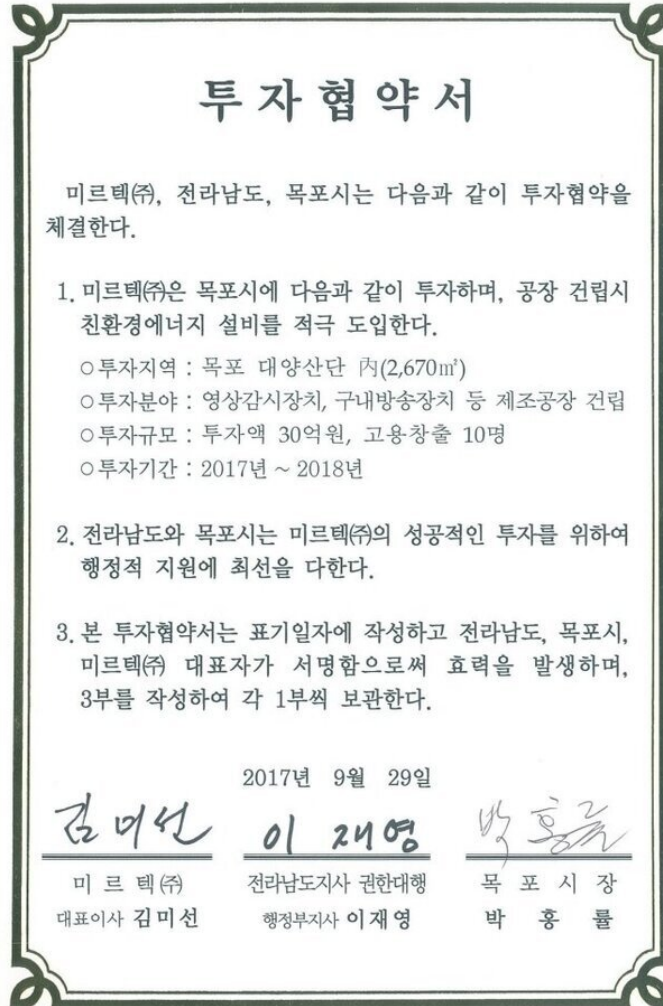 투자협약서
미르텍㈜, 전라남도, 목포시는 다음과 같이 투자협약을
체결한다.
1. 미르텍㈜은 목포시에 다음과 같이 투자하며, 공장 건립시
친환경에너지 설비를 적극 도입한다.
○투자지역 : 목포 대양산단 內(2,670㎡)
○투자분야 : 영상감시장치, 구내방송장치 등 제조공장 건립
○투자규모 : 투자액 30억원, 고용창출 10명
○투자기간 : 2017년 ~ 2018년
2. 전라남도와 목포시는 미르텍㈜의 성공적인 투자를 위하여
행정적 지원에 최선을 다한다.
3. 본 투자협약서는 표기일자에 작성하고 전라남도, 목포시,
미르텍㈜ 대표자가 서명함으로써 효력을 발생하며,
3부를 작성하여 각 1부씩 보관한다.
2017년 9월 29일
김미선 이재영 박홍률
미 르 텍㈜ 전라남도지사 권한대행 목 포 시 장
대표이사 김미선 행정부지사 이재영 박 홍 률